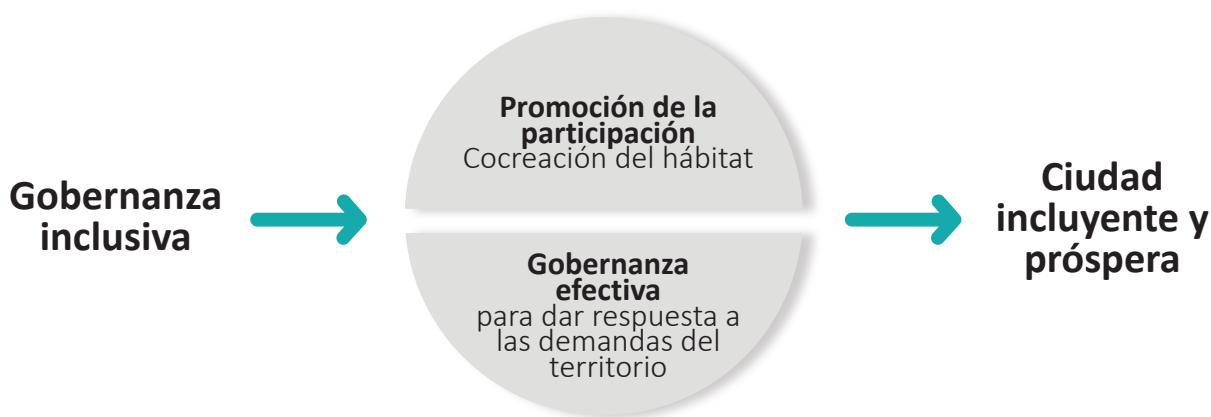 Gobernanza
inclusiva
Promoción de la
participación
Cocreación del hábitat
Gobernanza
efectiva
para dar respuesta a
las demandas del
territorio
Ciudad
incluyente y
próspera